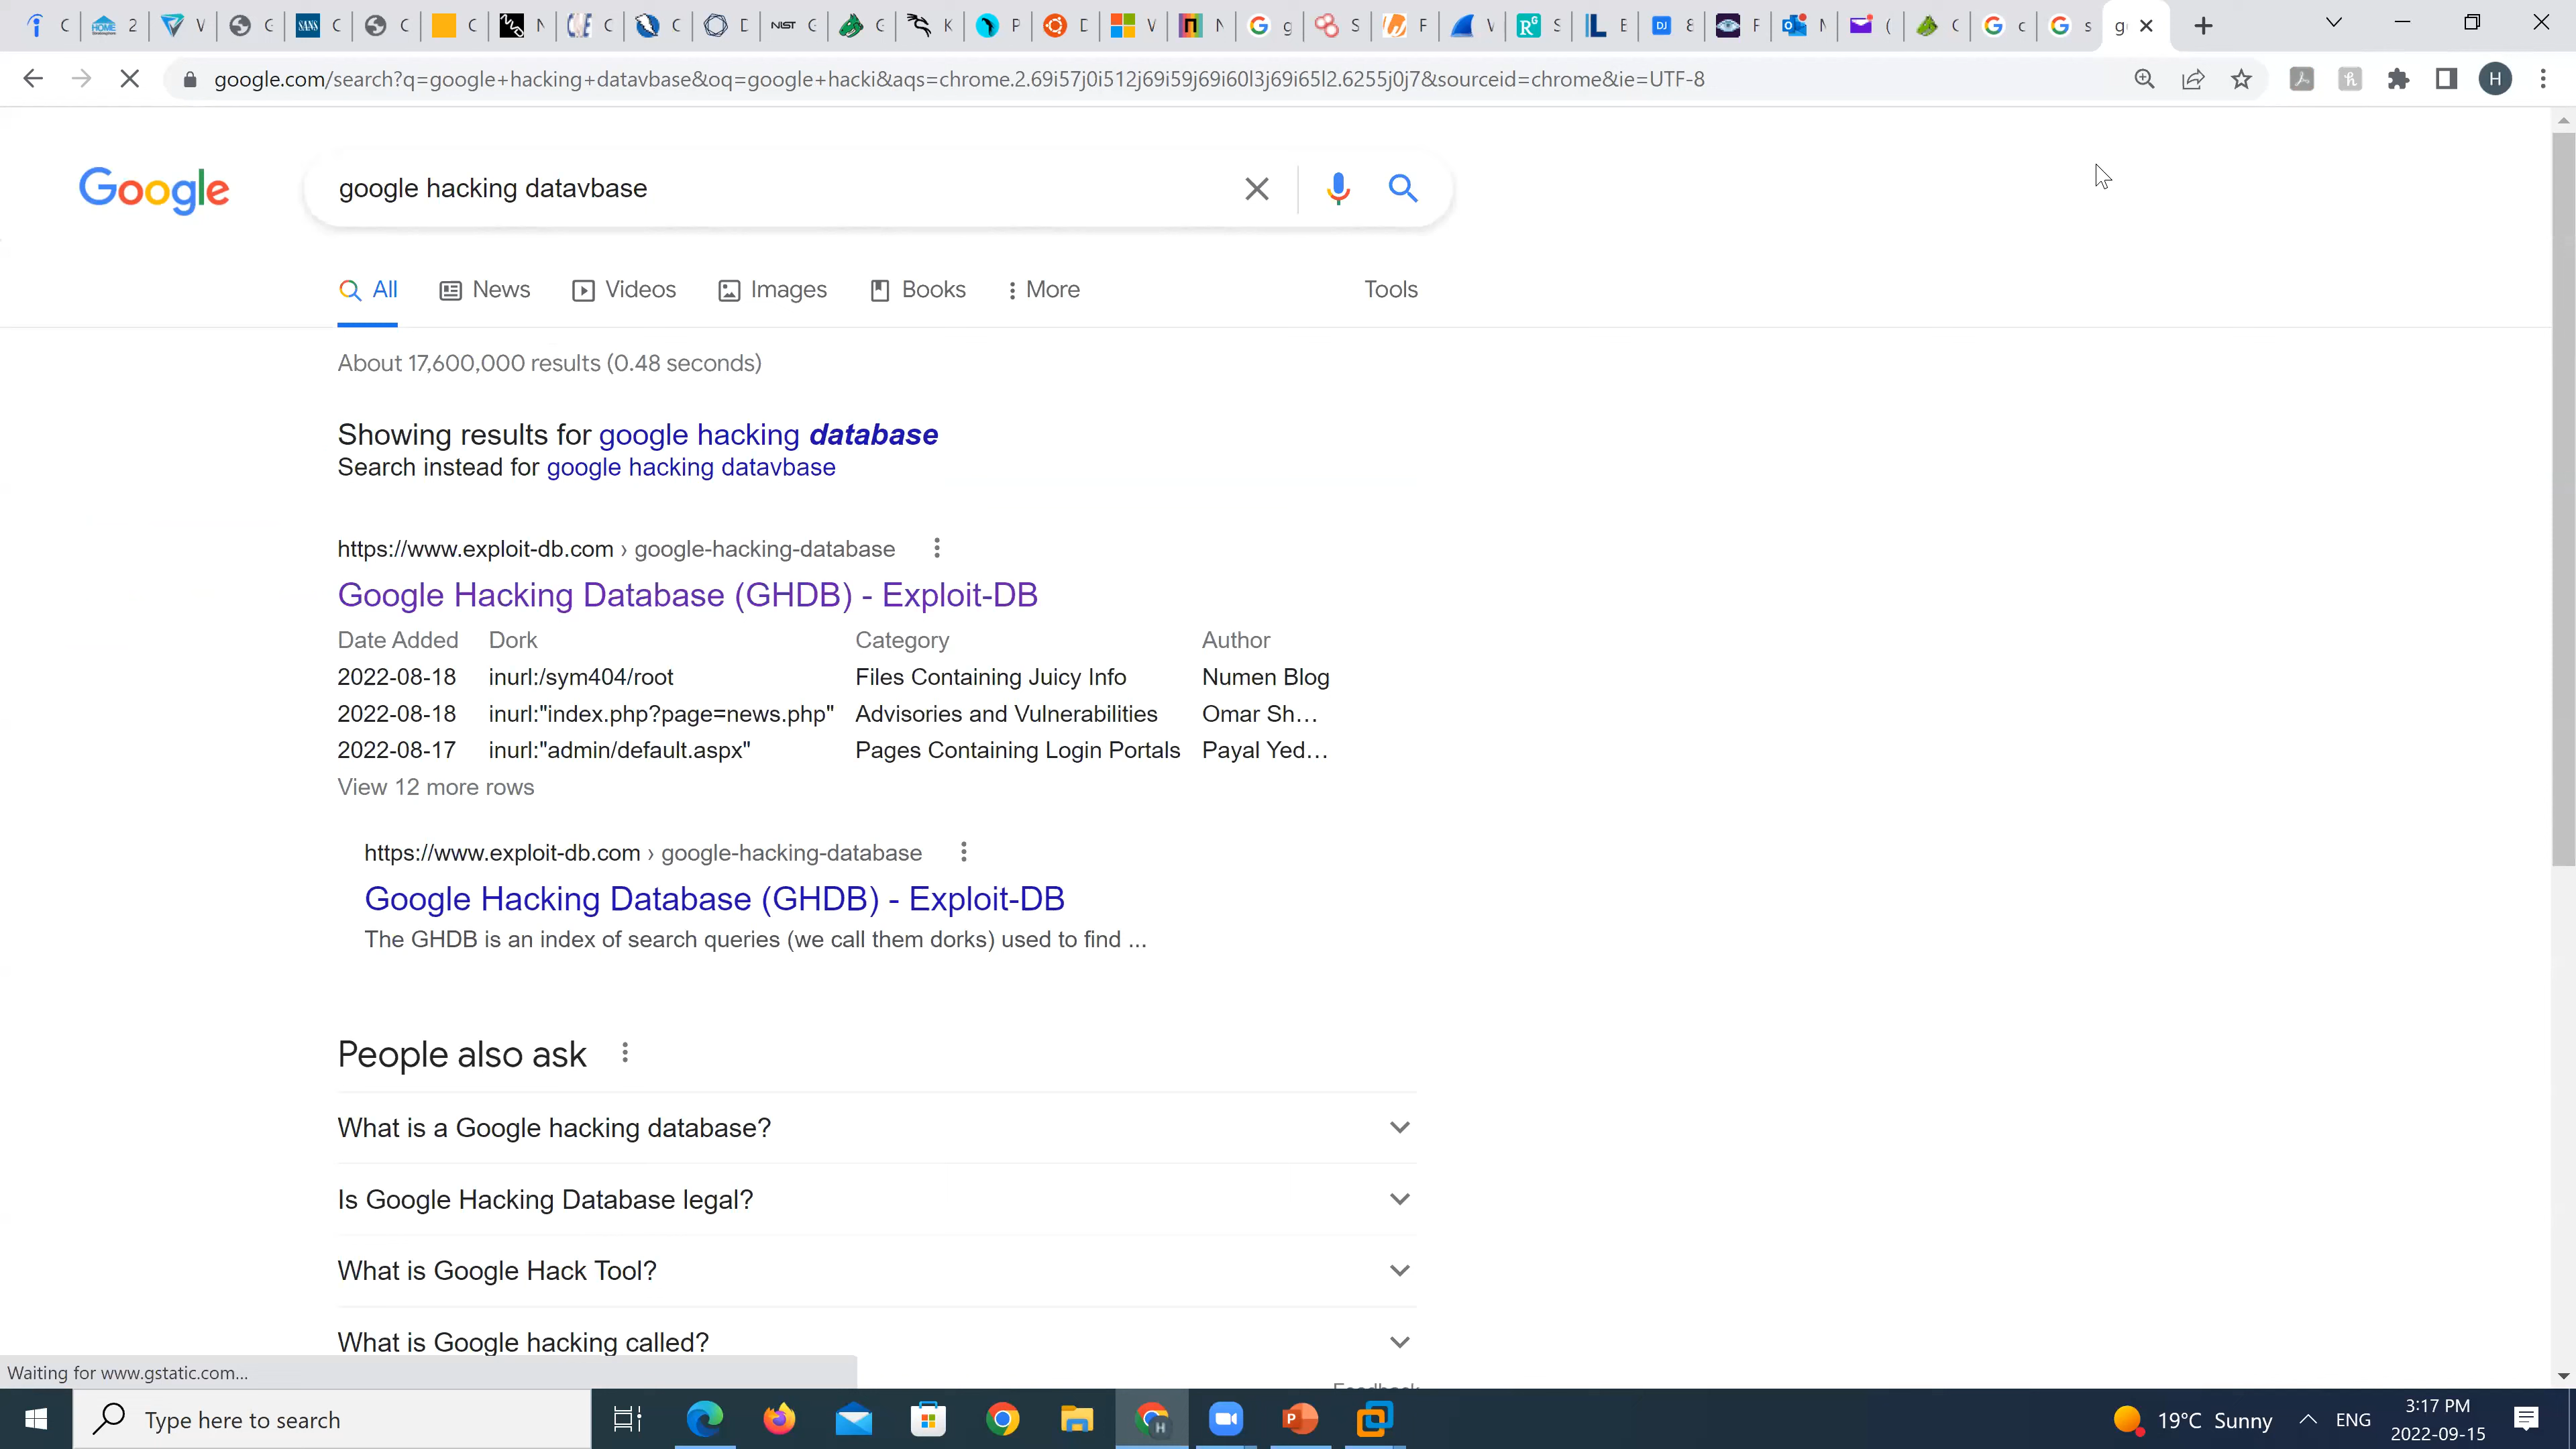 google.com/search?q=google+hacking+datavbase&oq=google+hacki&aqs=chrome.2.69i57j0i512j69i59j69i60l3j69i65l2.6255j0j7&sourceid=chrome&ie=UTF-8
H
Google
google hacking datavbase
All
News
Videos
Images
Books
More
Tools
About 17,600,000 results (0.48 seconds)
Showing results for google hacking database
Search instead for google hacking datavbase
https://www.exploit-db.com › google-hacking-database
Google Hacking Database (GHDB) - Exploit-DB
Date Added Dork Category Author
2022-08-18 inurl:/sym404/root Files Containing Juicy Info Numen Blog
2022-08-18 inurl:"index.php?page=news.php" Advisories and Vulnerabilities Omar Sh…
2022-08-17 inurl:"admin/default.aspx" Pages Containing Login Portals Payal Yed…
View 12 more rows
https://www.exploit-db.com › google-hacking-database
Google Hacking Database (GHDB) - Exploit-DB
The GHDB is an index of search queries (we call them dorks) used to find ...
People also ask
What is a Google hacking database?
Is Google Hacking Database legal?
What is Google Hack Tool?
What is Google hacking called?
Feedback
Waiting for www.gstatic.com...
Type here to search
19°C Sunny
ENG
3:17 PM
2022-09-15